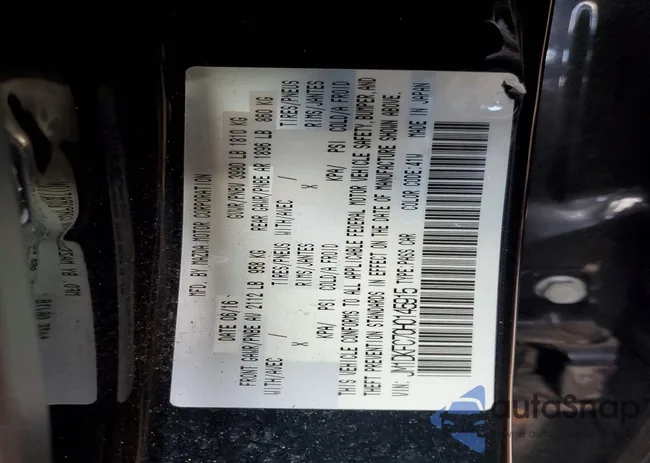 MFD. BY MAZDA MOTOR CORPORATION
DATE 06/16
GVWR/PNBV 3990 LB 1810 KG
FRONT GAWR/PNBE AV 2112 LB 958 KG
REAR GAWR/PNBE AR 1896 LB 860 KG
WITH/AVEC / TIRES/PNEUS
X RIMS/JANTES
KPA/ PSI COLD/A FROID
WITH/AVEC / TIRES/PNEUS
X RIMS/JANTES
KPA/ PSI COLD/A FROID
THIS VEHICLE CONFORMS TO ALL APPLICABLE FEDERAL MOTOR VEHICLE SAFETY, BUMPER AND
THEFT PREVENTION STANDARDS IN EFFECT ON THE DATE OF MANUFACTURE SHOWN ABOVE.
VIN: TYPE:PASS CAR COLOR CODE:41W MADE IN JAPAN
autoSnap